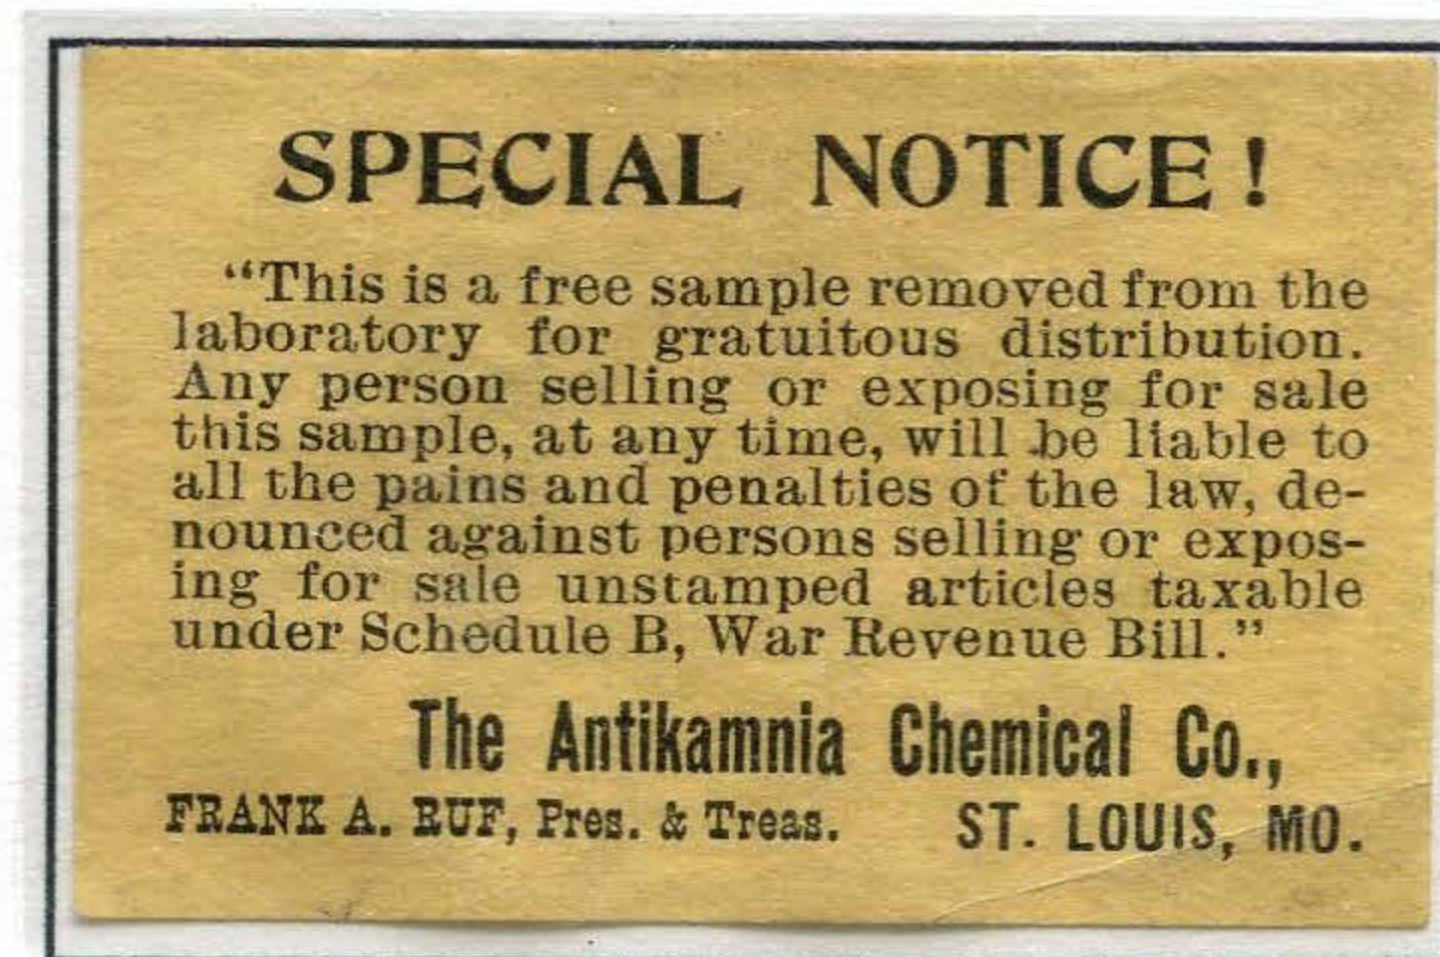 SPECIAL NOTICE!
“This is a free sample removed from the
laboratory for gratuitous distribution.
Any person selling or exposing for sale
this sample, at any time, will be liable to
all the pains and penalties of the law, de-
nounced against persons selling or expos-
ing for sale unstamped articles taxable
under Schedule B, War Revenue Bill.”
The Antikamnia Chemical Co.,
FRANK A. RUF, Pres. & Treas. ST. LOUIS, MO.